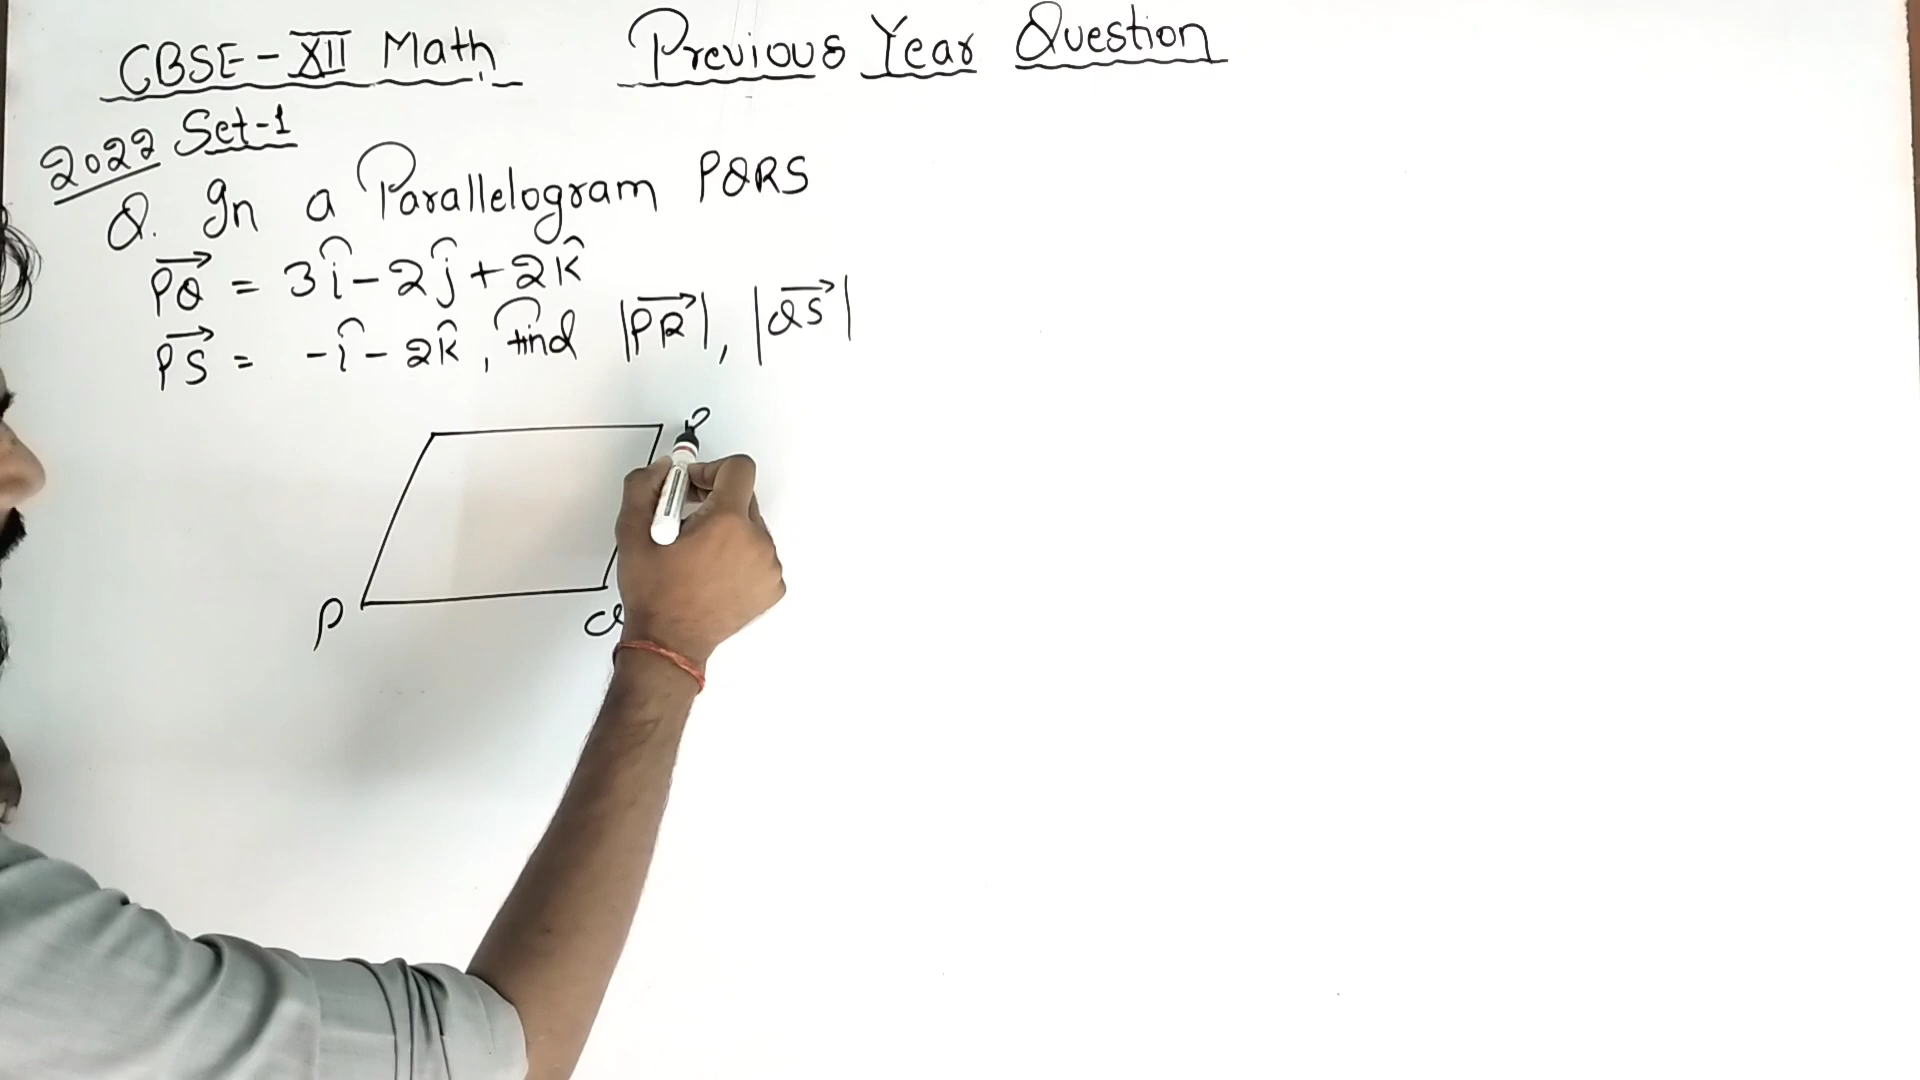 CBSE-XII Math Previous Year Question
2022 Set-1
Q. In a Parallelogram PQRS
PQ⃗ = 3î-2ĵ+2k̂
PS⃗ = -î-2k̂, find |PR⃗|, |QS⃗|
P
P Q